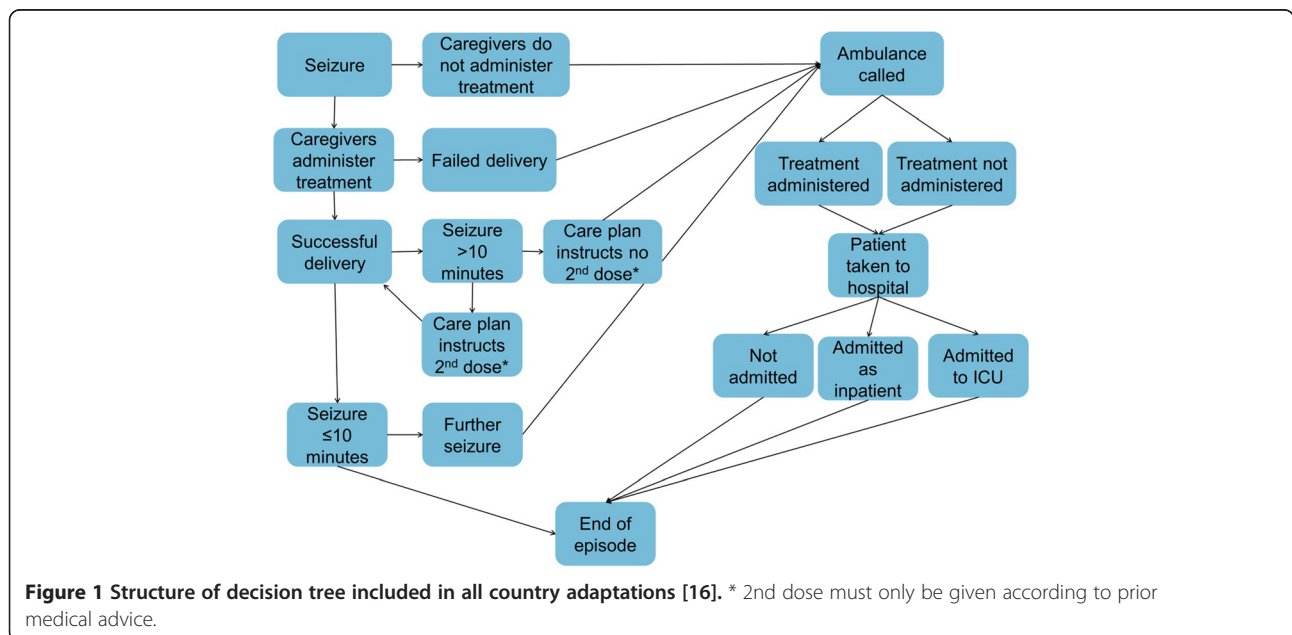 Seizure
Caregivers do
not administer
treatment
Ambulance
called
Caregivers
administer
treatment
Failed delivery
Treatment
administered
Treatment not
administered
Successful
delivery
Seizure
>10
minutes
Care plan
instructs no
2nd dose*
Patient
taken to
hospital
Care plan
instructs
2nd dose*
Not
admitted
Admitted
as
inpatient
Admitted
to ICU
Seizure
≤10
minutes
Further
seizure
End of
episode
Figure 1 Structure of decision tree included in all country adaptations [16]. * 2nd dose must only be given according to prior
medical advice.